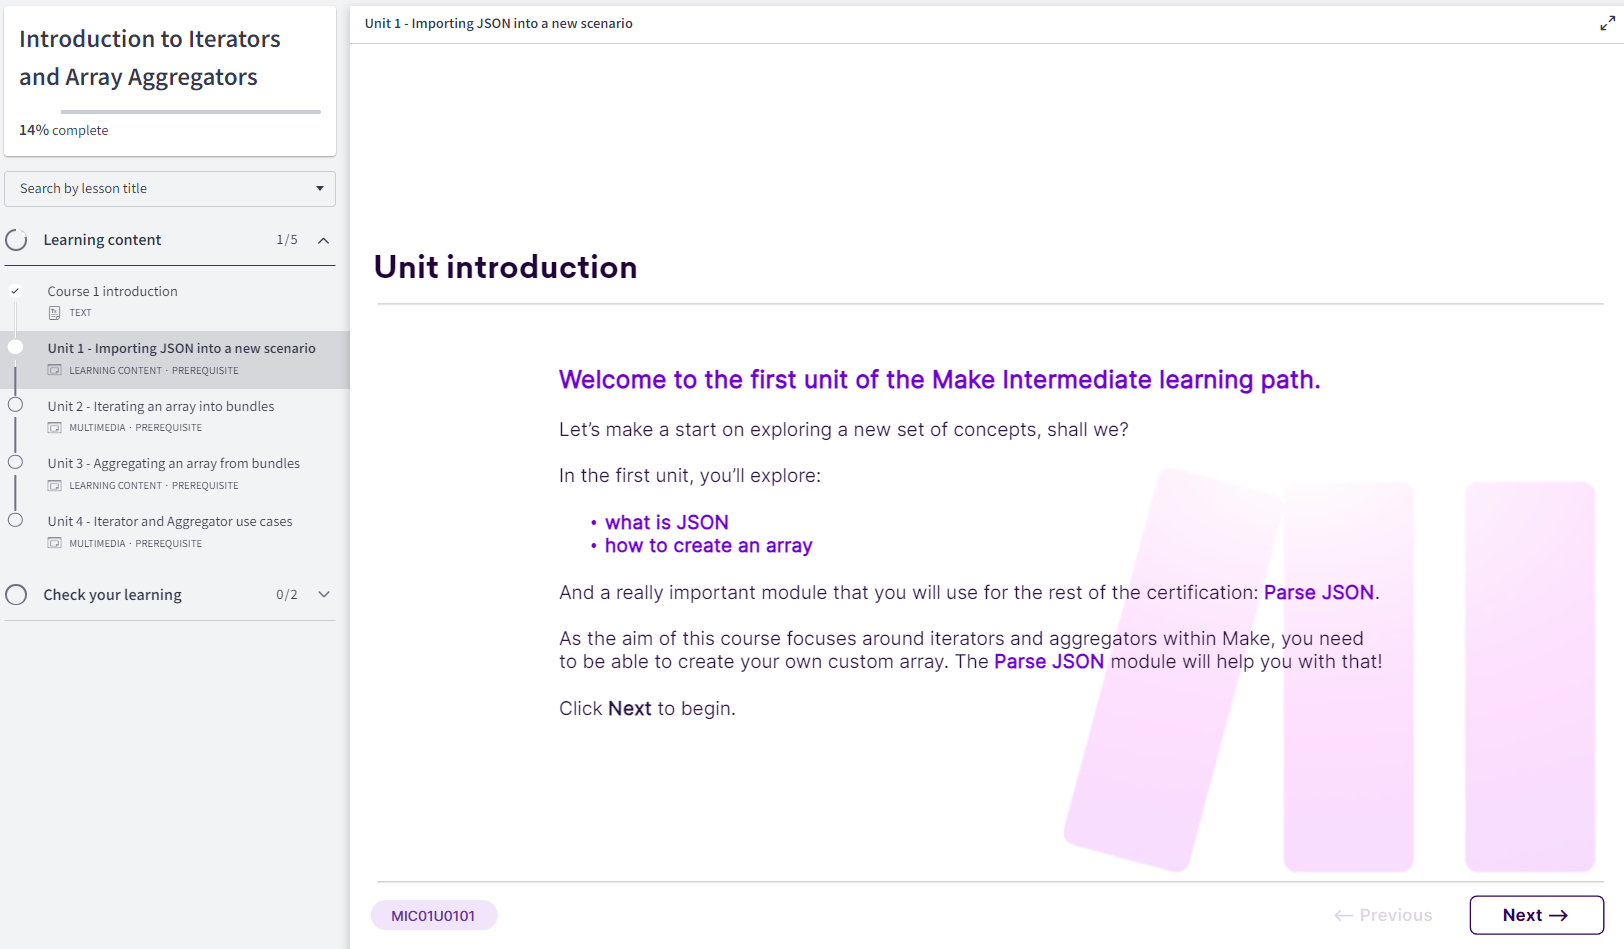 Introduction to Iterators
and Array Aggregators
14% complete
Search by lesson title
Learning content 1/5
Course 1 introduction
TEXT
Unit 1 - Importing JSON into a new scenario
LEARNING CONTENT · PREREQUISITE
Unit 2 - Iterating an array into bundles
MULTIMEDIA · PREREQUISITE
Unit 3 - Aggregating an array from bundles
LEARNING CONTENT · PREREQUISITE
Unit 4 - Iterator and Aggregator use cases
MULTIMEDIA · PREREQUISITE
Check your learning 0/2
Unit 1 - Importing JSON into a new scenario
Unit introduction
Welcome to the first unit of the Make Intermediate learning path.
Let’s make a start on exploring a new set of concepts, shall we?
In the first unit, you’ll explore:
• what is JSON
• how to create an array
And a really important module that you will use for the rest of the certification: Parse JSON.
As the aim of this course focuses around iterators and aggregators within Make, you need
to be able to create your own custom array. The Parse JSON module will help you with that!
Click Next to begin.
MIC01U0101
← Previous
Next →